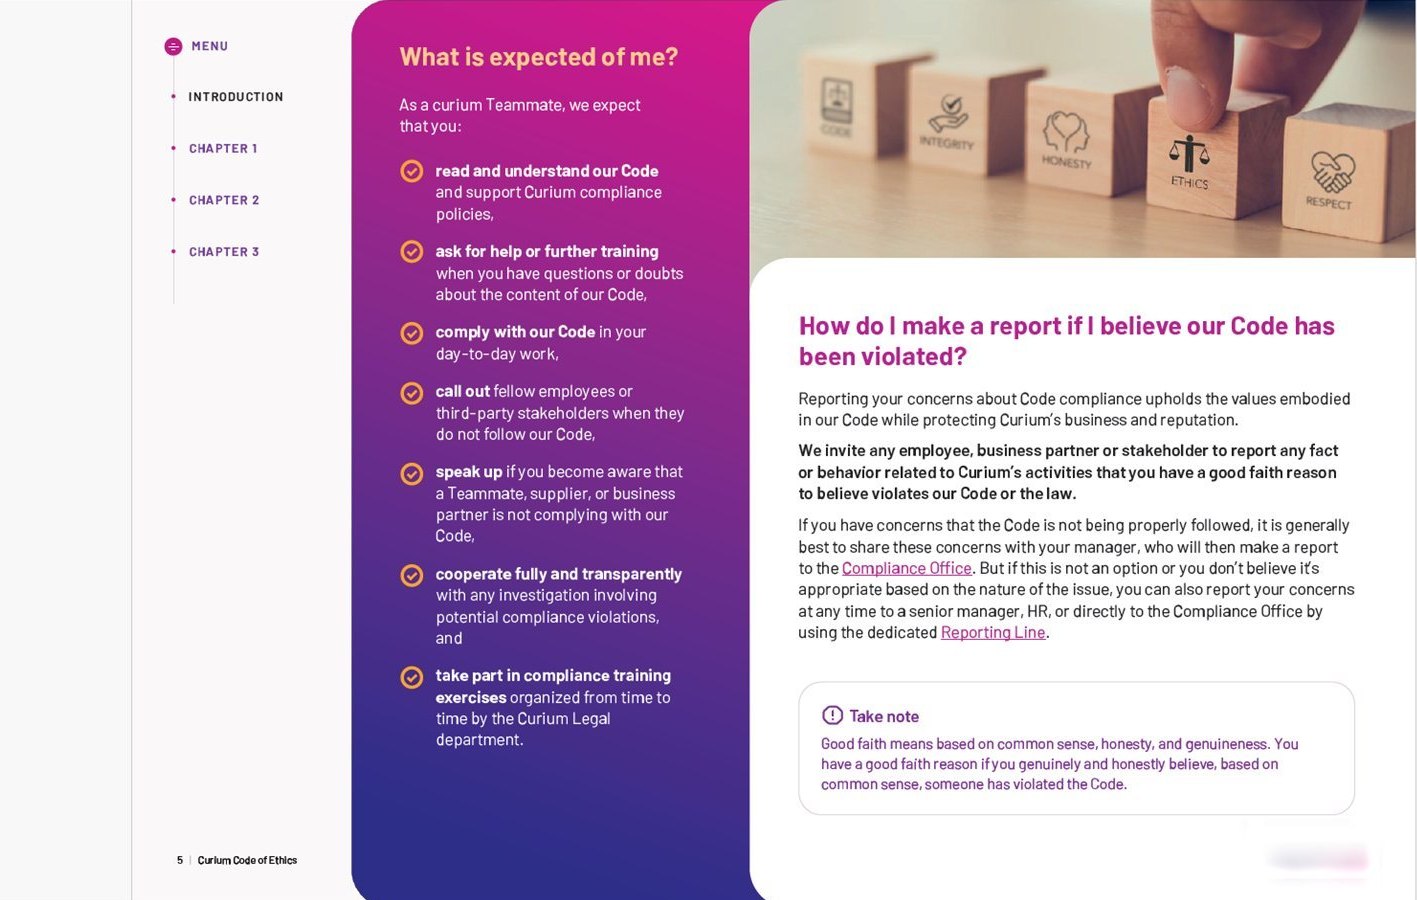 MENU
INTRODUCTION
CHAPTER 1
CHAPTER 2
CHAPTER 3
5 | Curium Code of Ethics
What is expected of me?
As a curium Teammate, we expect
that you:
read and understand our Code
and support Curium compliance
policies,
ask for help or further training
when you have questions or doubts
about the content of our Code,
comply with our Code in your
day-to-day work,
call out fellow employees or
third-party stakeholders when they
do not follow our Code,
speak up if you become aware that
a Teammate, supplier, or business
partner is not complying with our
Code,
cooperate fully and transparently
with any investigation involving
potential compliance violations,
and
take part in compliance training
exercises organized from time to
time by the Curium Legal
department.
CODE
INTEGRITY
HONESTY
ETHICS
RESPECT
How do I make a report if I believe our Code has
been violated?
Reporting your concerns about Code compliance upholds the values embodied
in our Code while protecting Curium's business and reputation.
We invite any employee, business partner or stakeholder to report any fact
or behavior related to Curium's activities that you have a good faith reason
to believe violates our Code or the law.
If you have concerns that the Code is not being properly followed, it is generally
best to share these concerns with your manager, who will then make a report
to the Compliance Office. But if this is not an option or you don't believe it's
appropriate based on the nature of the issue, you can also report your concerns
at any time to a senior manager, HR, or directly to the Compliance Office by
using the dedicated Reporting Line.
Take note
Good faith means based on common sense, honesty, and genuineness. You
have a good faith reason if you genuinely and honestly believe, based on
common sense, someone has violated the Code.